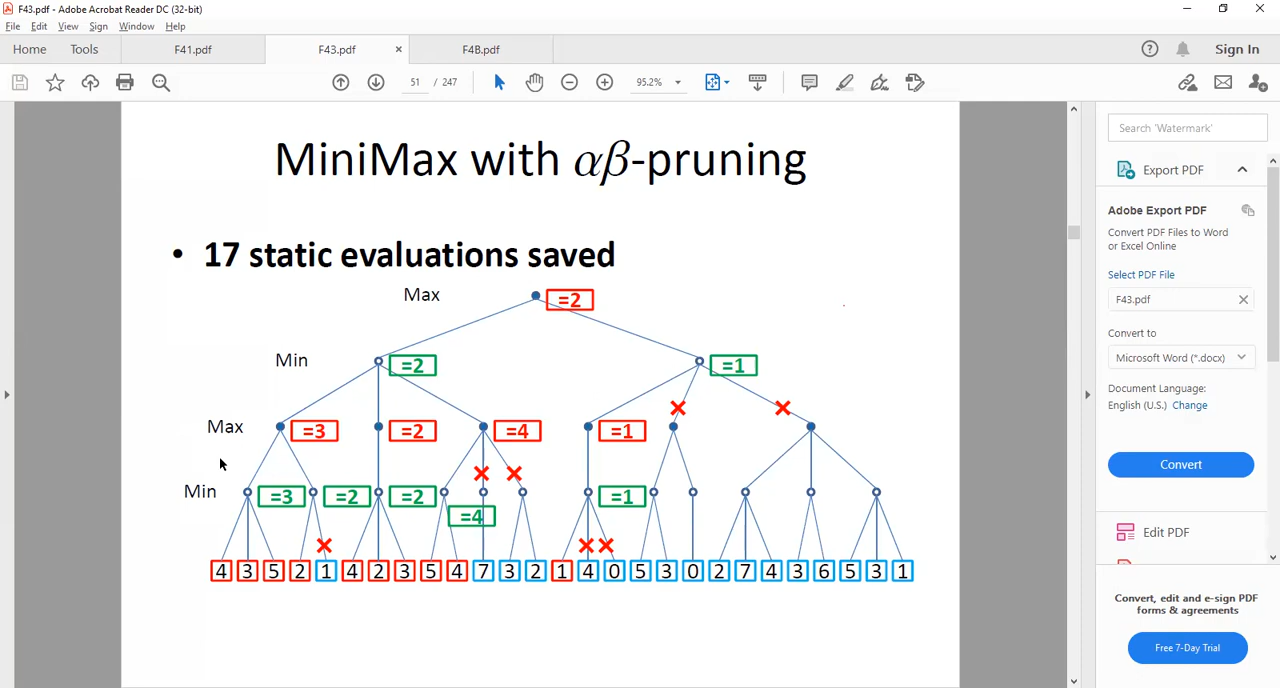 F43.pdf - Adobe Acrobat Reader DC (32-bit)
File Edit View Sign Window Help
Home Tools F41.pdf F43.pdf × F4B.pdf Sign In
51 / 247 95.2%
MiniMax with αβ-pruning
• 17 static evaluations saved
Max =2
Min =2 =1
Max =3 =2 =4 =1
Min =3 =2 =2 =4 =1
4 3 5 2 1 4 2 3 5 4 7 3 2 1 4 0 5 3 0 2 7 4 3 6 5 3 1
Search 'Watermark'
Export PDF
Adobe Export PDF
Convert PDF Files to Word
or Excel Online
Select PDF File
F43.pdf
Convert to
Microsoft Word (*.docx)
Document Language:
English (U.S.) Change
Convert
Edit PDF
Convert, edit and e-sign PDF
forms & agreements
Free 7-Day Trial